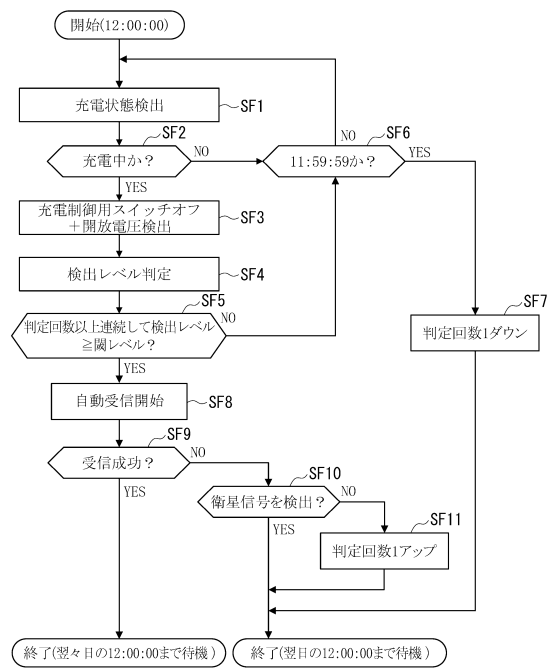 開始(12:00:00)
充電状態検出
SF1
SF2
充電中か？
NO
YES
SF6
11:59:59か？
NO
YES
充電制御用スイッチオフ
＋開放電圧検出
SF3
検出レベル判定
SF4
SF5
判定回数以上連続して検出レベル
≧閾レベル？
NO
YES
SF7
判定回数1ダウン
自動受信開始
SF8
SF9
受信成功？
NO
YES
SF10
衛星信号を検出？
NO
YES
SF11
判定回数1アップ
終了(翌々日の12:00:00まで待機)
終了(翌日の12:00:00まで待機)